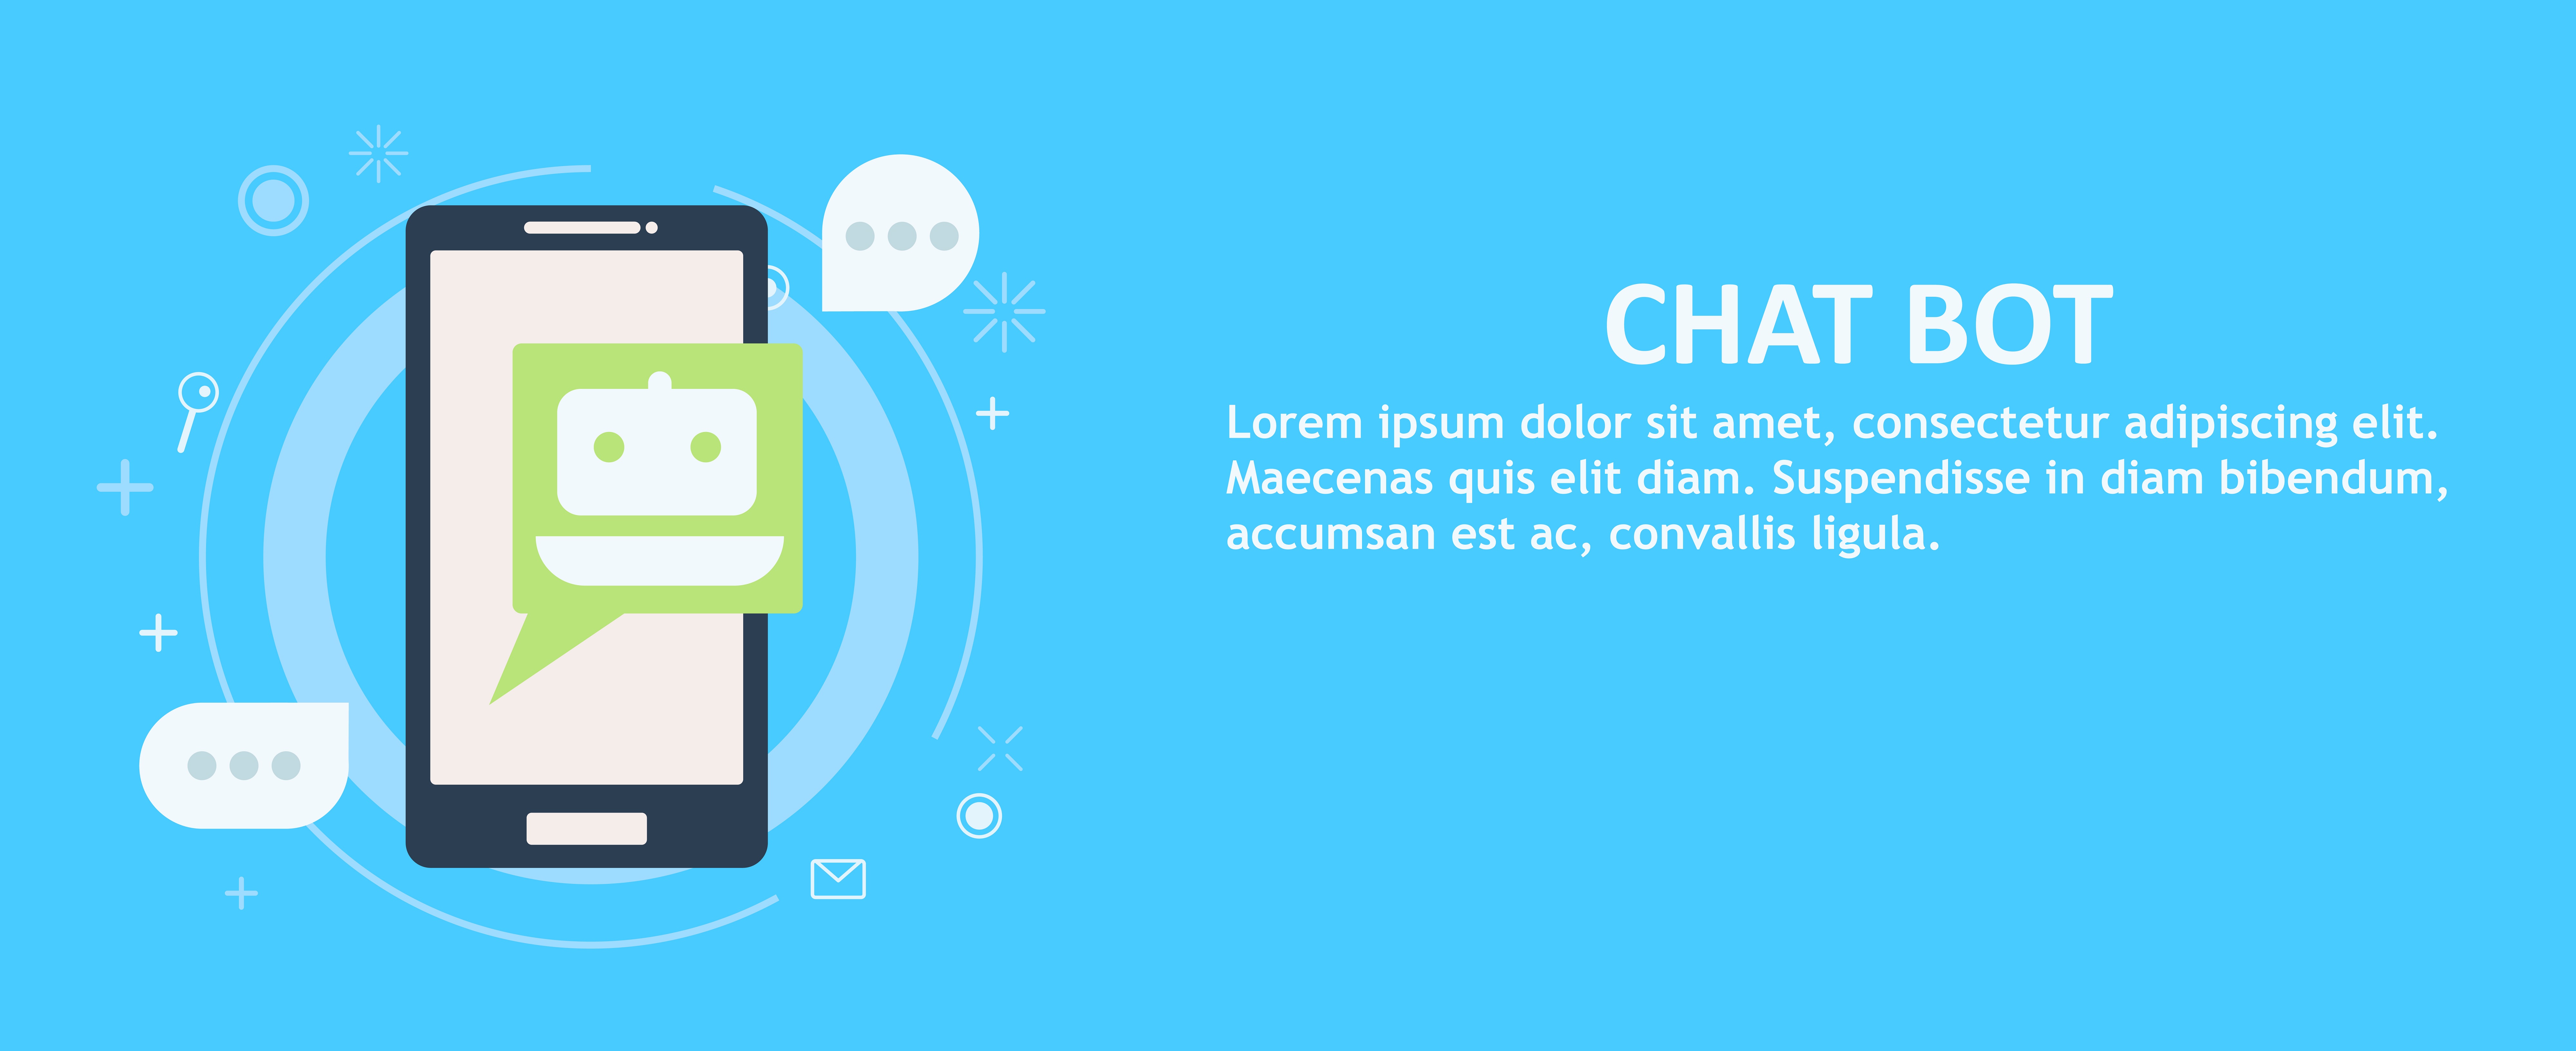 CHAT BOT
Lorem ipsum dolor sit amet, consectetur adipiscing elit.
Maecenas quis elit diam. Suspendisse in diam bibendum,
accumsan est ac, convallis ligula.